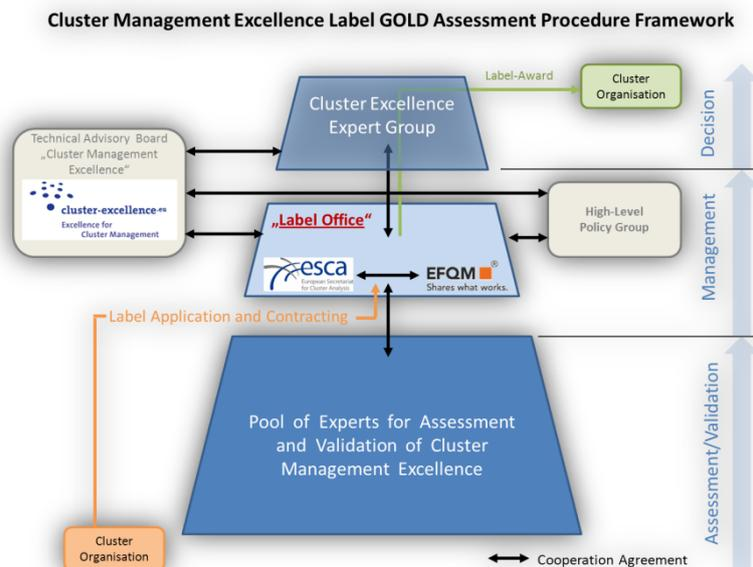 Cluster Management Excellence Label GOLD Assessment Procedure Framework
Label-Award
Cluster
Organisation
Cluster Excellence
Expert Group
Decision
Technical Advisory Board
„Cluster Management
Excellence“
cluster-excellence.eu
Excellence for
Cluster Management
High-Level
Policy Group
Management
„Label Office“
esca
European Secretariat
for Cluster Analysis
EFQM
®
Shares what works.
Label Application and Contracting
Pool of Experts for Assessment
and Validation of Cluster
Management Excellence
Assessment/Validation
Cluster
Organisation
Cooperation Agreement